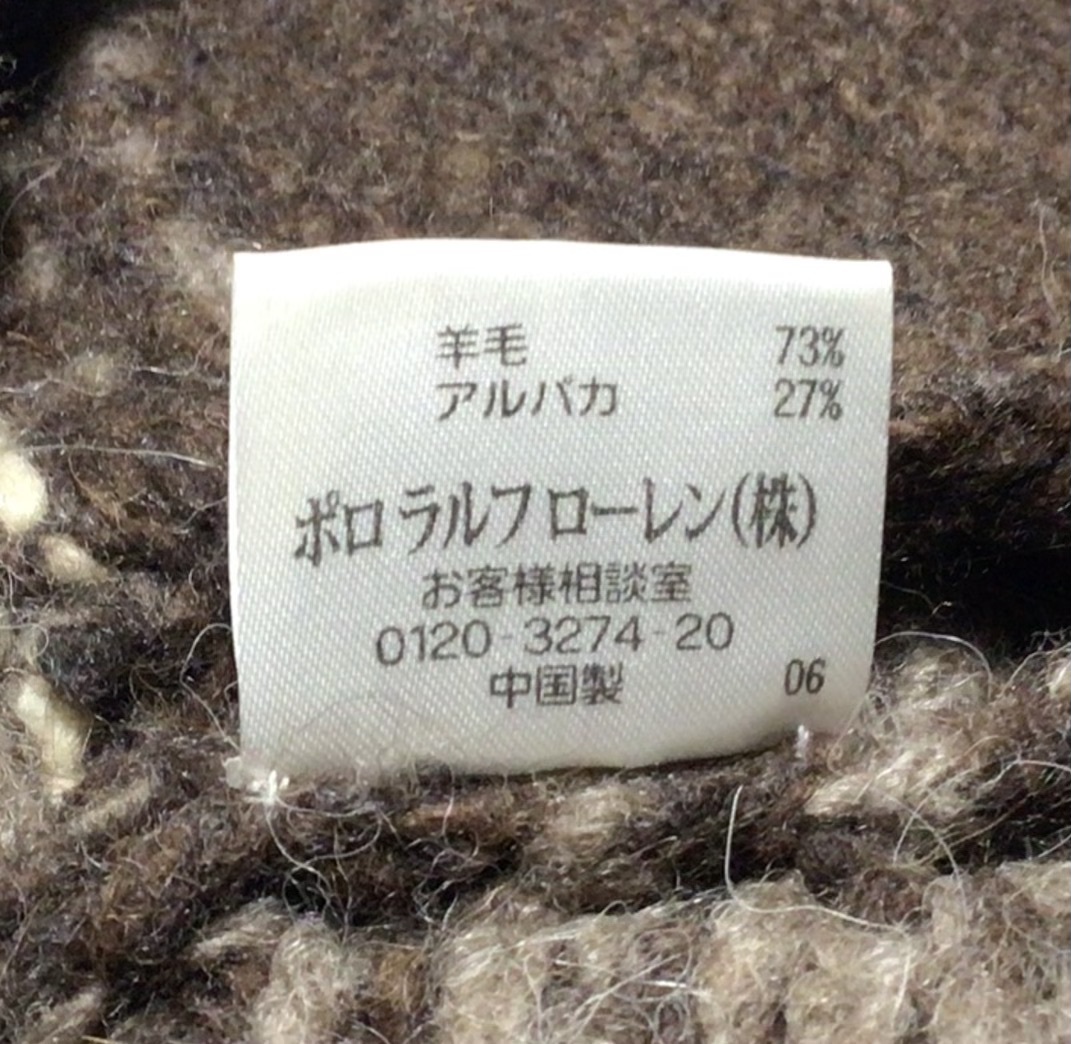 羊毛 73%
アルパカ 27%
ポロ ラルフ ローレン(株)
お客様相談室
0120-3274-20
中国製 06